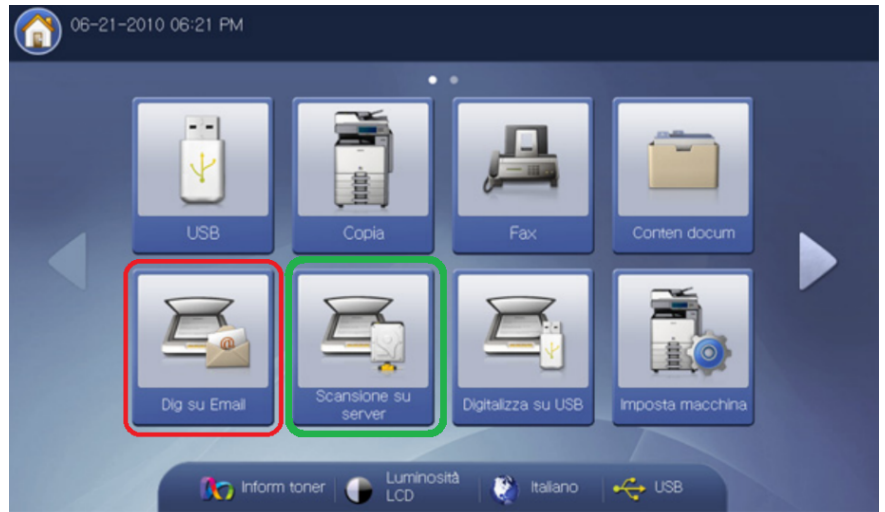 06-21-2010 06:21 PM
USB
Copia
Fax
Conten docum
Dig su Email
Scansione su
server
Digitalizza su USB
Imposta macchina
Inform toner
Luminosità
LCD
Italiano
USB